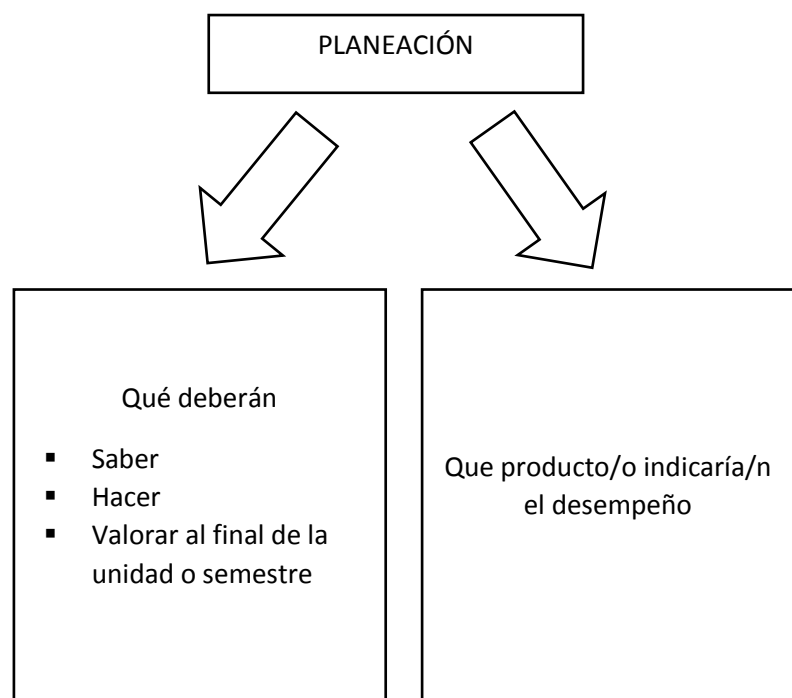 PLANEACIÓN
Qué deberán
▪ Saber
▪ Hacer
▪ Valorar al final de la
unidad o semestre
Que producto/o indicaría/n
el desempeño